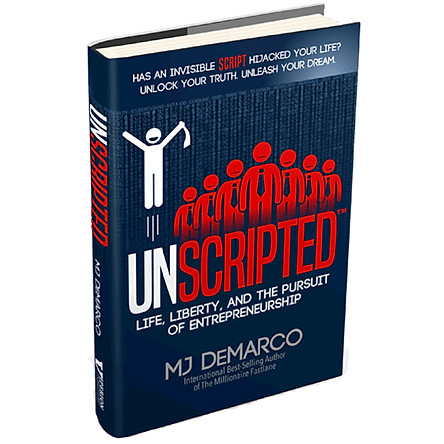 HAS AN INVISIBLE SCRIPT HIJACKED YOUR LIFE?
UNLOCK YOUR TRUTH. UNLEASH YOUR DREAM.
UNSCRIPTED™
LIFE, LIBERTY, AND THE PURSUIT
OF ENTREPRENEURSHIP
MJ DEMARCO
International Best-Selling Author
of The Millionaire Fastlane
UNSCRIPTED
MJ DEMARCO